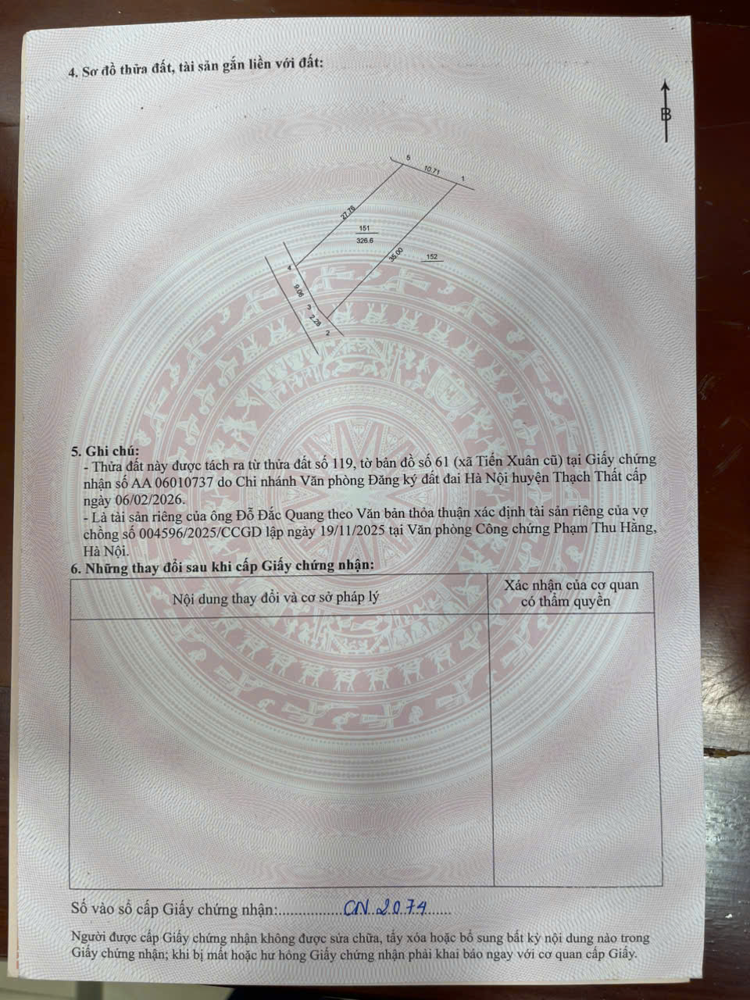 4. Sơ đồ thửa đất, tài sản gắn liền với đất:
B
5
10.71
1
27.76
151
326.6
35.00
152
4
9.06
3
2.28
2
5. Ghi chú:
- Thửa đất này được tách ra từ thửa đất số 119, tờ bản đồ số 61 (xã Tiến Xuân cũ) tại Giấy chứng
nhận số AA 06010737 do Chi nhánh Văn phòng Đăng ký đất đai Hà Nội huyện Thạch Thất cấp
ngày 06/02/2026.
- Là tài sản riêng của ông Đỗ Đắc Quang theo Văn bản thỏa thuận xác định tài sản riêng của vợ
chồng số 004596/2025/CCGD lập ngày 19/11/2025 tại Văn phòng Công chứng Phạm Thu Hằng,
Hà Nội.
6. Những thay đổi sau khi cấp Giấy chứng nhận:
Nội dung thay đổi và cơ sở pháp lý
Xác nhận của cơ quan
có thẩm quyền
Số vào sổ cấp Giấy chứng nhận:................CN..2.0.74......
Người được cấp Giấy chứng nhận không được sửa chữa, tẩy xóa hoặc bổ sung bất kỳ nội dung nào trong
Giấy chứng nhận; khi bị mất hoặc hư hỏng Giấy chứng nhận phải khai báo ngay với cơ quan cấp Giấy.